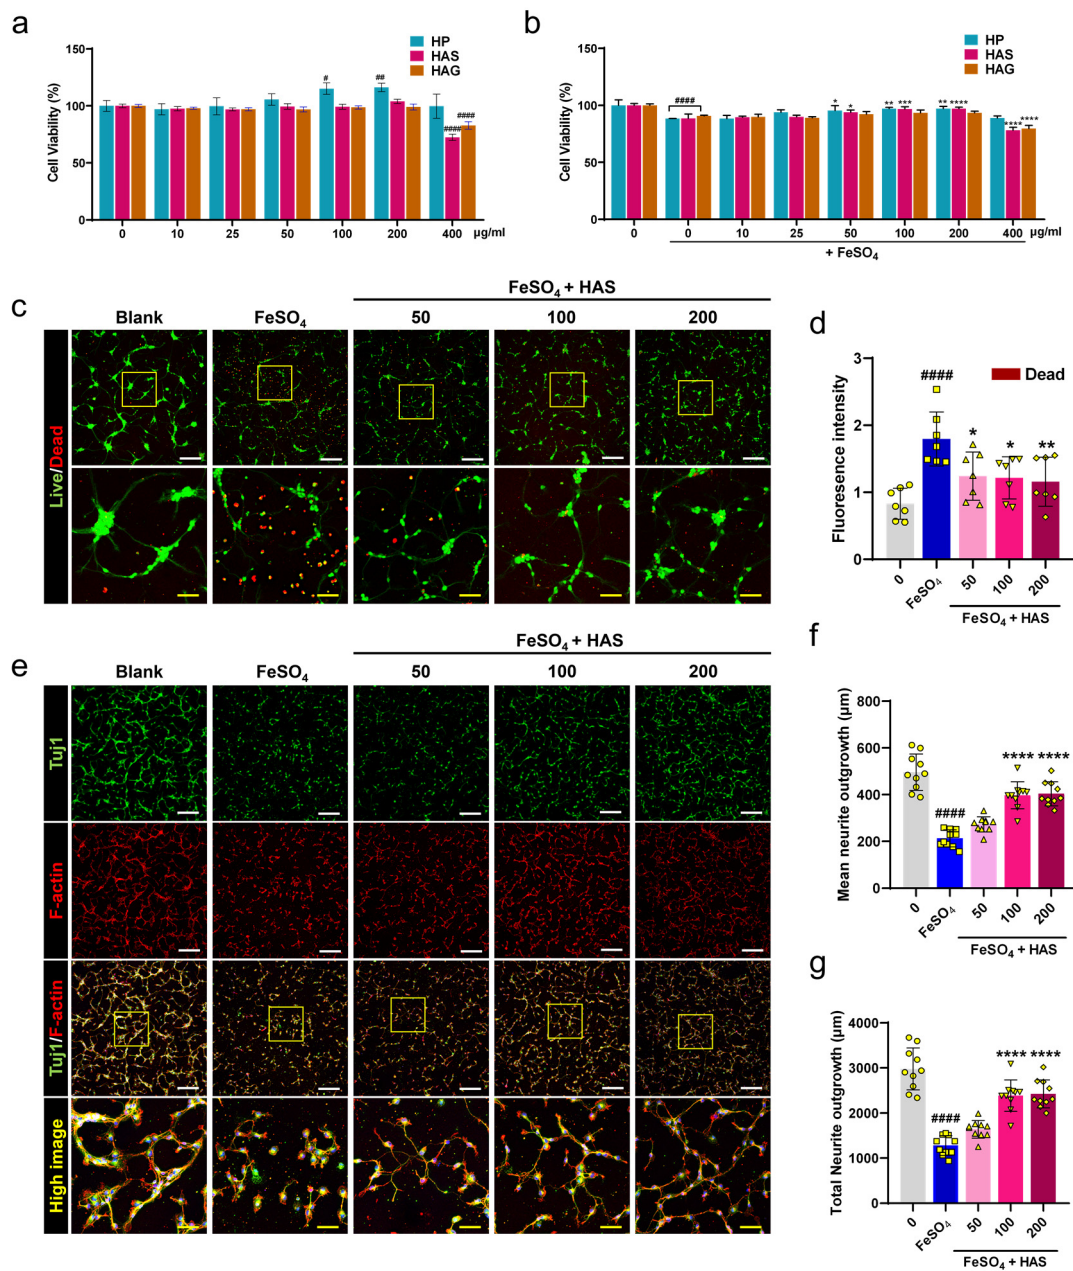 a
HP
HAS
HAG
Cell Viability (%)
150
100
50
0
#
##
####
####
0 10 25 50 100 200 400 µg/ml
b
HP
HAS
HAG
Cell Viability (%)
150
100
50
0
####
*
*
**
***
**
****
****
****
0 0 10 25 50 100 200 400 µg/ml
+ FeSO4
c
FeSO4 + HAS
Blank FeSO4 50 100 200
Live/Dead
d
Fluoresence intensity
3
2
1
0
Dead
####
*
*
**
0 FeSO4 50 100 200
FeSO4 + HAS
e
FeSO4 + HAS
Blank FeSO4 50 100 200
Tuj1
F-actin
Tuj1/F-actin
High image
f
Mean neurite outgrowth (µm)
800
600
400
200
0
####
****
****
0 FeSO4 50 100 200
FeSO4 + HAS
g
Total Neurite outgrowth (µm)
4000
3000
2000
1000
0
####
****
****
0 FeSO4 50 100 200
FeSO4 + HAS